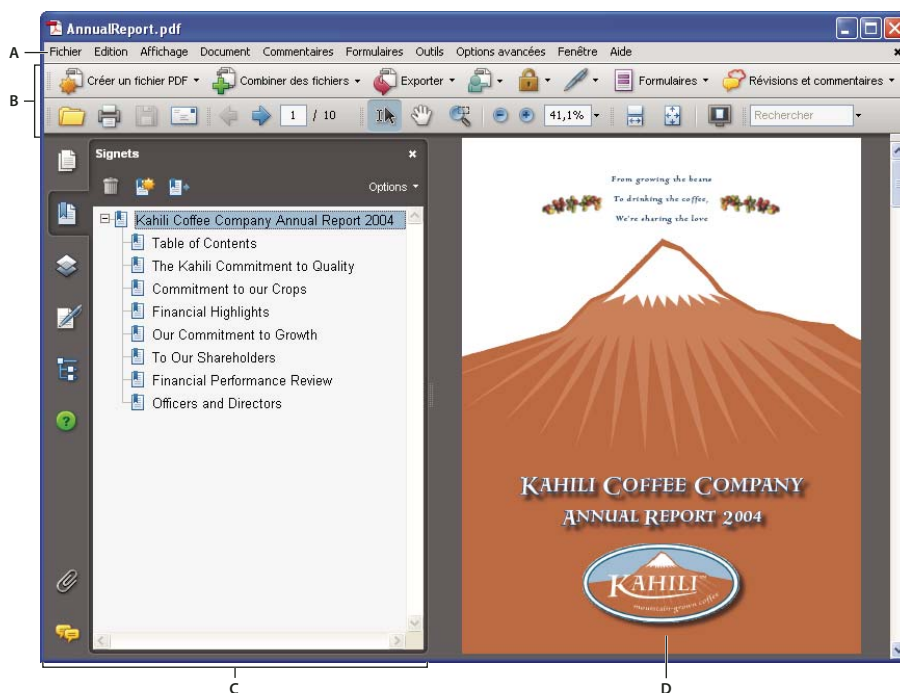 AnnualReport.pdf
A
Fichier Edition Affichage Document Commentaires Formulaires Outils Options avancées Fenêtre Aide
B
Créer un fichier PDF Combiner des fichiers Exporter Formulaires Révisions et commentaires
1 / 10 41,1% Rechercher
Signets
Options
Kahili Coffee Company Annual Report 2004
Table of Contents
The Kahili Commitment to Quality
Commitment to our Crops
Financial Highlights
Our Commitment to Growth
To Our Shareholders
Financial Performance Review
Officers and Directors
From growing the beans
To drinking the coffee,
We're sharing the love
KAHILI COFFEE COMPANY
ANNUAL REPORT 2004
KAHILI
mountain-grown coffee
C
D